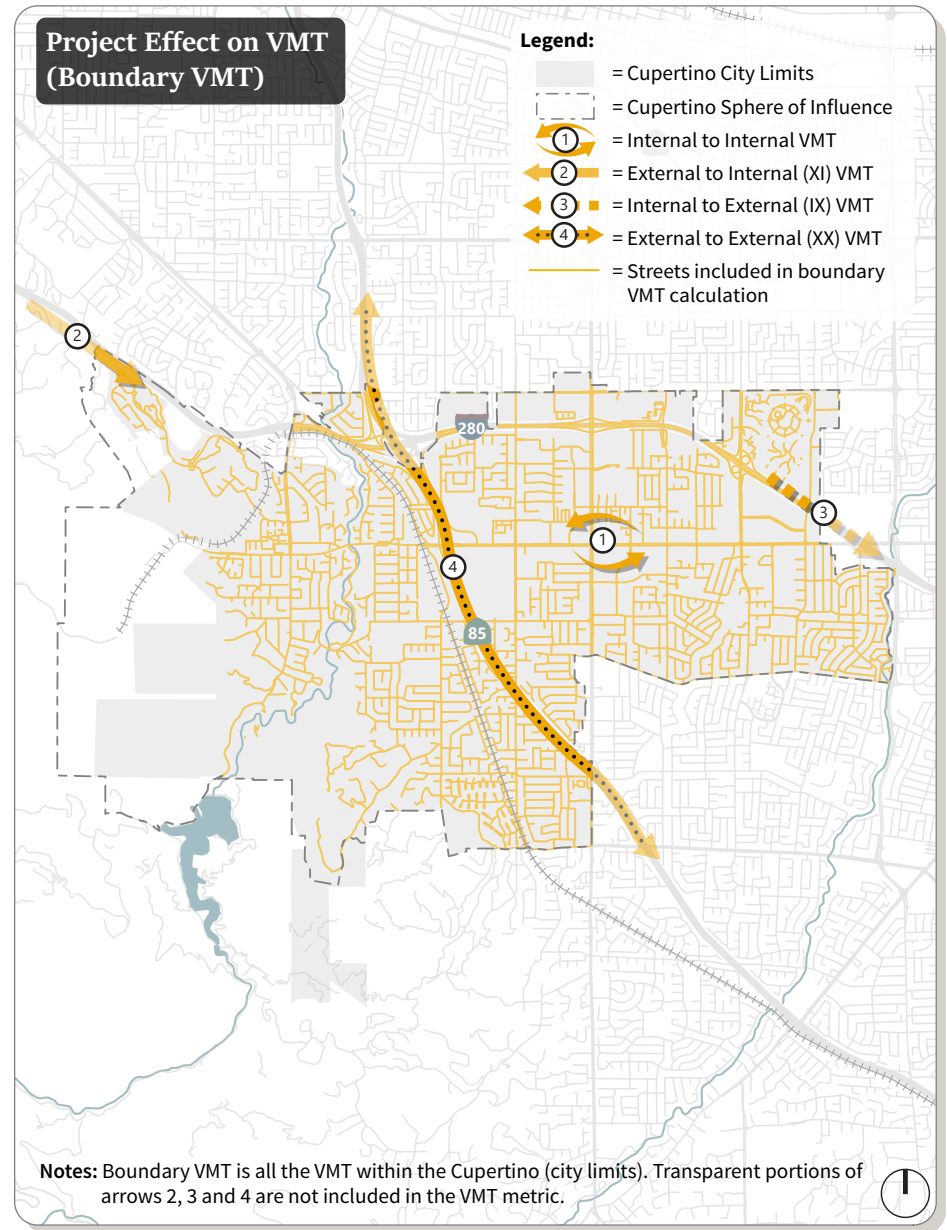 Project Effect on VMT
(Boundary VMT)
Legend:
= Cupertino City Limits
= Cupertino Sphere of Influence
1 = Internal to Internal VMT
2 = External to Internal (XI) VMT
3 = Internal to External (IX) VMT
4 = External to External (XX) VMT
= Streets included in boundary
VMT calculation
2
280
3
1
4
85
Notes: Boundary VMT is all the VMT within the Cupertino (city limits). Transparent portions of
arrows 2, 3 and 4 are not included in the VMT metric.